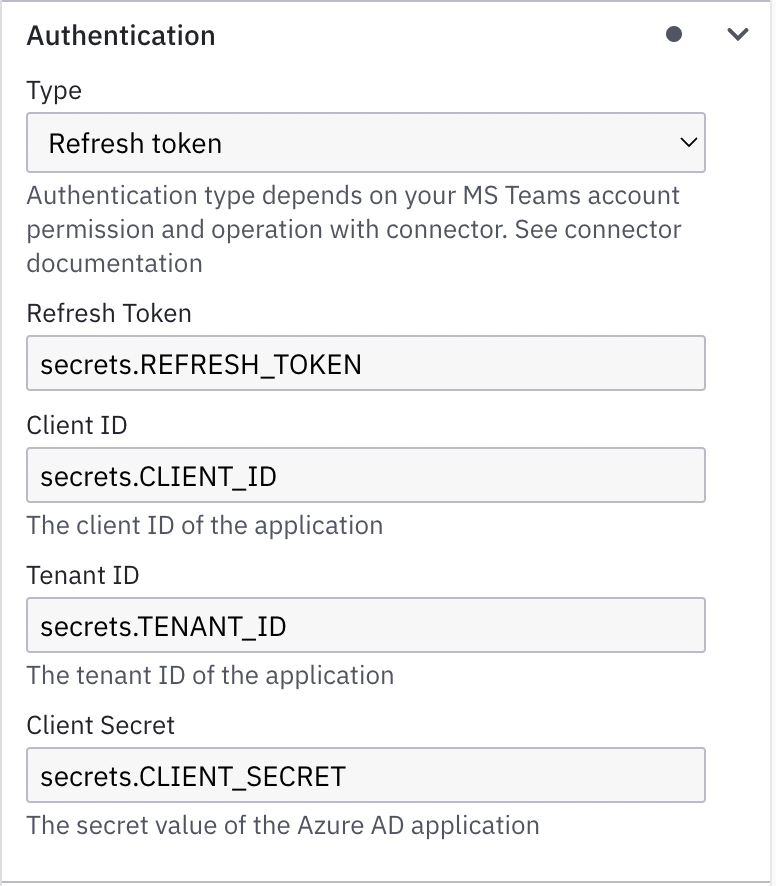 Authentication
Type
Refresh token
Authentication type depends on your MS Teams account
permission and operation with connector. See connector
documentation
Refresh Token
secrets.REFRESH_TOKEN
Client ID
secrets.CLIENT_ID
The client ID of the application
Tenant ID
secrets.TENANT_ID
The tenant ID of the application
Client Secret
secrets.CLIENT_SECRET
The secret value of the Azure AD application